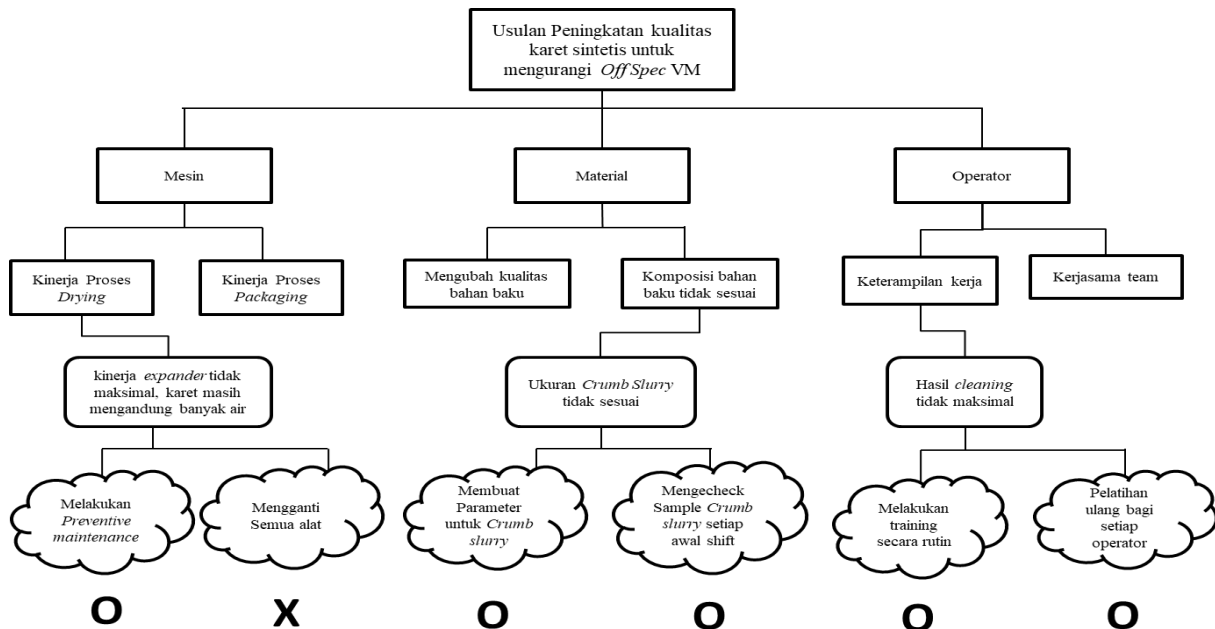 Usulan Peningkatan kualitas
karet sintetis untuk
mengurangi Off Spec VM
Mesin
Material
Operator
Kinerja Proses
Drying
Kinerja Proses
Packaging
Mengubah kualitas
bahan baku
Komposisi bahan
baku tidak sesuai
Keterampilan kerja
Kerjasama team
kinerja expander tidak
maksimal, karet masih
mengandung banyak air
Ukuran Crumb Slurry
tidak sesuai
Hasil cleaning
tidak maksimal
Melakukan
Preventive
maintenance
Mengganti
Semua alat
Membuat
Parameter
untuk Crumb
slurry
Mengecheck
Sample Crumb
slurry setiap
awal shift
Melakukan
training
secara rutin
Pelatihan
ulang bagi
setiap
operator
O X O O O O